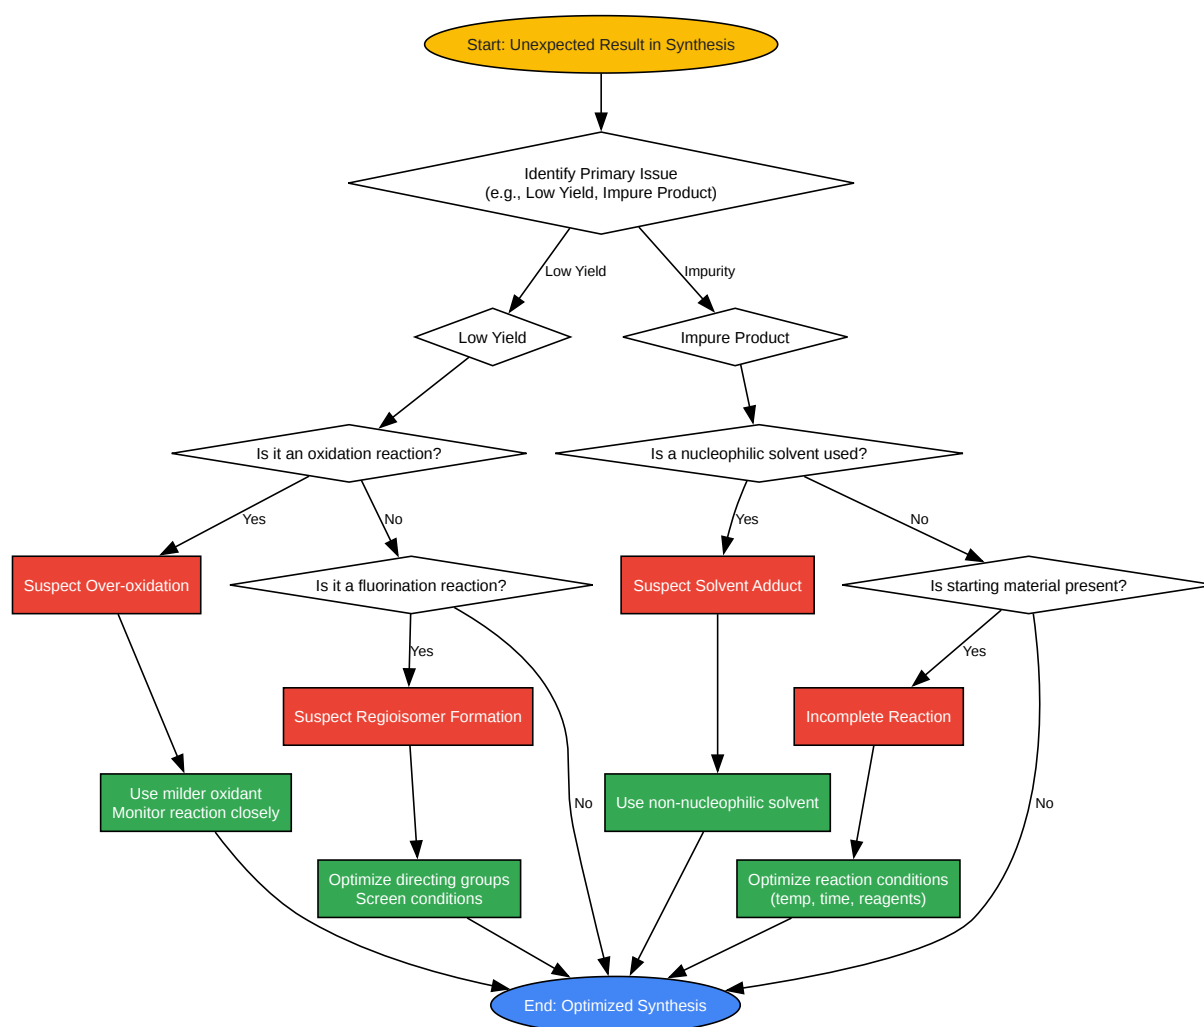 Start: Unexpected Result in Synthesis
Identify Primary Issue
(e.g., Low Yield, Impure Product)
Low Yield
Impurity
Low Yield
Impure Product
Is it an oxidation reaction?
Is a nucleophilic solvent used?
Yes
No
Yes
No
Suspect Over-oxidation
Is it a fluorination reaction?
Suspect Solvent Adduct
Is starting material present?
Yes
Yes
Suspect Regioisomer Formation
Incomplete Reaction
Use milder oxidant
Monitor reaction closely
No
Use non-nucleophilic solvent
No
Optimize directing groups
Screen conditions
Optimize reaction conditions
(temp, time, reagents)
End: Optimized Synthesis